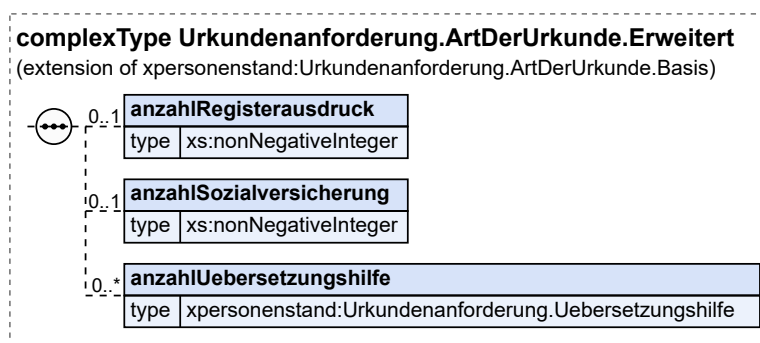 complexType Urkundenanforderung.ArtDerUrkunde.Erweitert
(extension of xpersonenstand:Urkundenanforderung.ArtDerUrkunde.Basis)
0..1 anzahlRegisterausdruck
type xs:nonNegativeInteger
0..1 anzahlSozialversicherung
type xs:nonNegativeInteger
0..* anzahlUebersetzungshilfe
type xpersonenstand:Urkundenanforderung.Uebersetzungshilfe